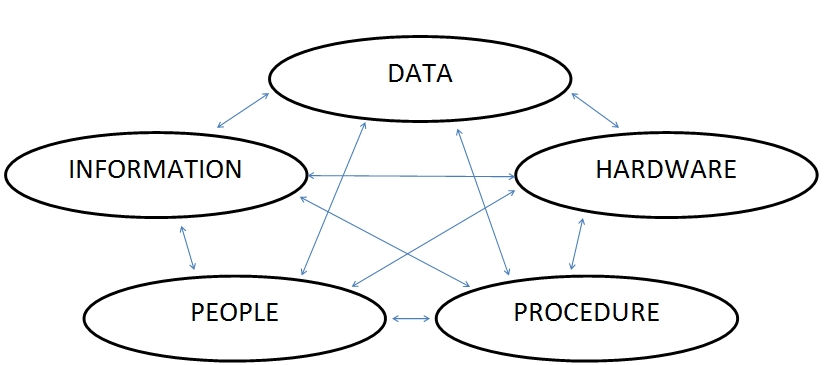 DATA
INFORMATION
HARDWARE
PEOPLE
PROCEDURE